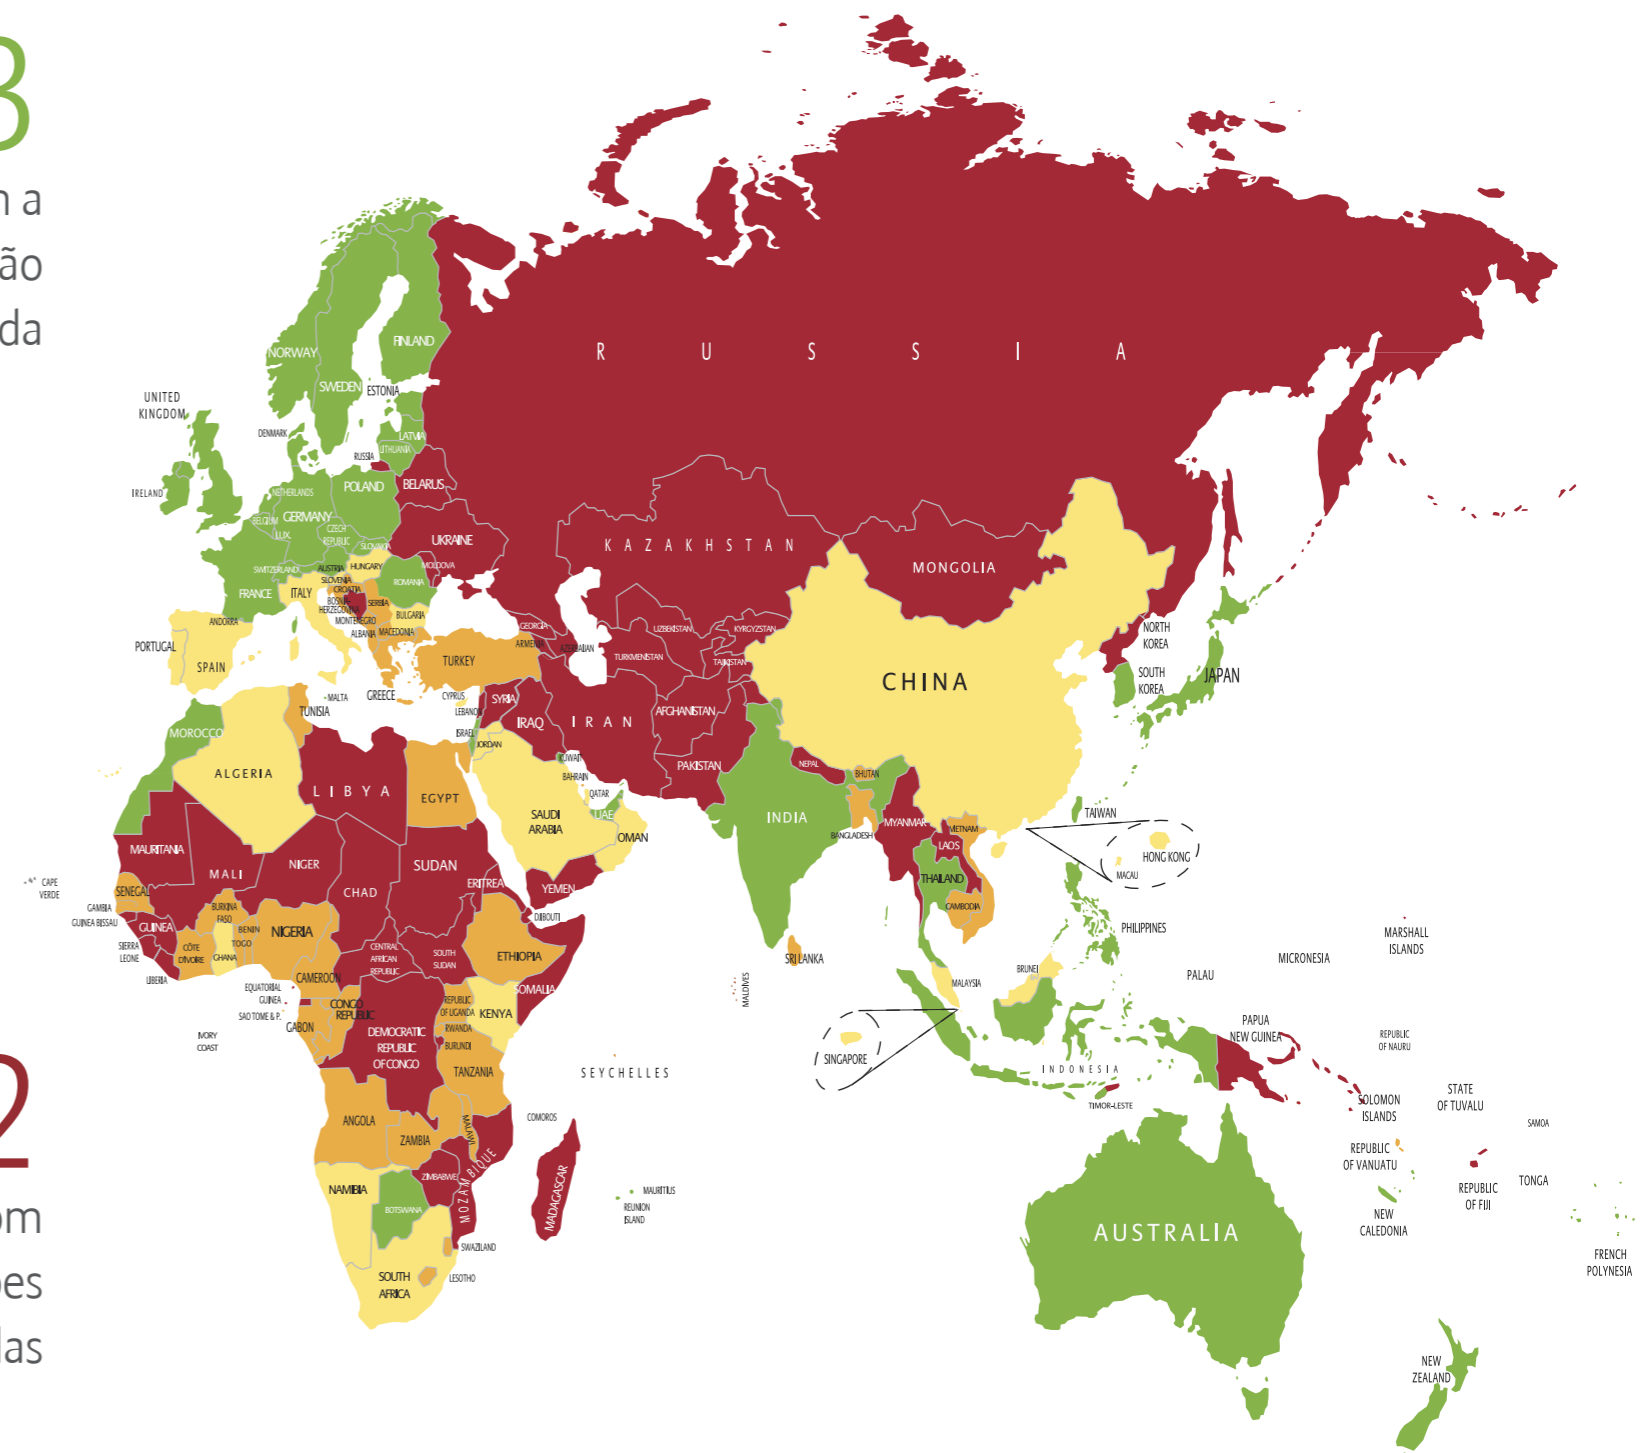 3
n a
ão
da
R U S S I A
NORWAY
FINLAND
SWEDEN
ESTONIA
UNITED
KINGDOM
DENMARK
LATVIA
LITHUANIA
RUSSIA
BELARUS
IRELAND
NETHERLANDS
POLAND
BELGIUM
GERMANY
LUX.
CZECH
REPUBLIC
SLOVAKIA
UKRAINE
KAZAKHSTAN
MONGOLIA
SWITZERLAND
AUSTRIA
HUNGARY
MOLDOVA
FRANCE
SLOVENIA
CROATIA
ITALY
ROMANIA
BOSNIA-
HERZEGOVINA
SERBIA
BULGARIA
MONTENEGRO
ANDORRA
ALBANIA
MACEDONIA
PORTUGAL
SPAIN
GEORGIA
ARMENIA
AZERBAIJAN
UZBEKISTAN
KYRGYZSTAN
TURKMENISTAN
TAJIKISTAN
NORTH
KOREA
SOUTH
KOREA
JAPAN
TURKEY
CHINA
MALTA
GREECE
CYPRUS
LEBANON
SYRIA
TUNISIA
IRAQ
IRAN
AFGHANISTAN
MOROCCO
ISRAEL
JORDAN
KUWAIT
PAKISTAN
NEPAL
BHUTAN
ALGERIA
LIBYA
EGYPT
BAHRAIN
QATAR
UAE
SAUDI
ARABIA
OMAN
INDIA
BANGLADESH
MYANMAR
VIETNAM
LAOS
TAIWAN
HONG KONG
MACAU
MAURITANIA
MALI
NIGER
CHAD
SUDAN
ERITREA
YEMEN
DJIBOUTI
THAILAND
CAMBODIA
PHILIPPINES
CAPE
VERDE
SENEGAL
GAMBIA
GUINEA BISSAU
GUINEA
BURKINA
FASO
BENIN
TOGO
NIGERIA
SIERRA
LEONE
CÔTE
D'IVOIRE
GHANA
LIBERIA
CENTRAL
AFRICAN
REPUBLIC
SOUTH
SUDAN
ETHIOPIA
SOMALIA
CAMEROON
EQUATORIAL
GUINEA
SAO TOME & P.
GABON
CONGO
REPUBLIC
IVORY
COAST
DEMOCRATIC
REPUBLIC
OF CONGO
REPUBLIC
OF UGANDA
RWANDA
BURUNDI
KENYA
TANZANIA
SEYCHELLES
SRI LANKA
MALDIVES
MALAYSIA
BRUNEI
SINGAPORE
INDONESIA
TIMOR-LESTE
PALAU
MICRONESIA
MARSHALL
ISLANDS
PAPUA
NEW GUINEA
REPUBLIC
OF NAURU
SOLOMON
ISLANDS
STATE
OF TUVALU
SAMOA
REPUBLIC
OF VANUATU
REPUBLIC
OF FIJI
TONGA
NEW
CALEDONIA
FRENCH
POLYNESIA
2
om
ões
das
ANGOLA
ZAMBIA
MALAWI
COMOROS
ZIMBABWE
MOZAMBIQUE
MADAGASCAR
NAMIBIA
BOTSWANA
MAURITIUS
REUNION
ISLAND
SWAZILAND
LESOTHO
SOUTH
AFRICA
AUSTRALIA
NEW
ZEALAND